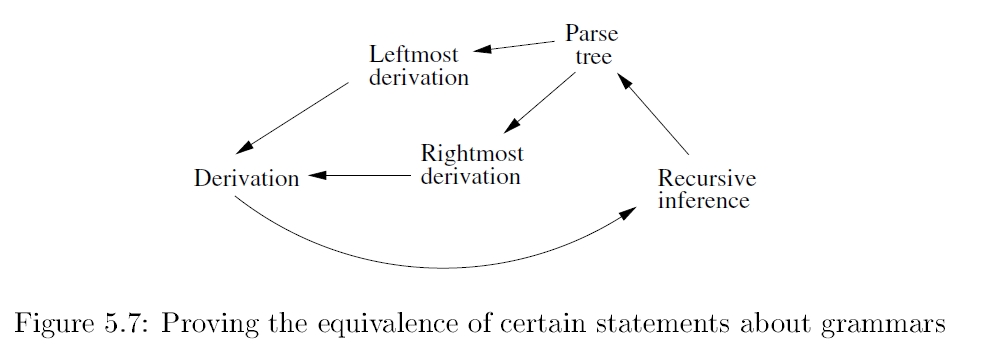 Parse
tree
Leftmost
derivation
Rightmost
derivation
Derivation
Recursive
inference
Figure 5.7: Proving the equivalence of certain statements about grammars